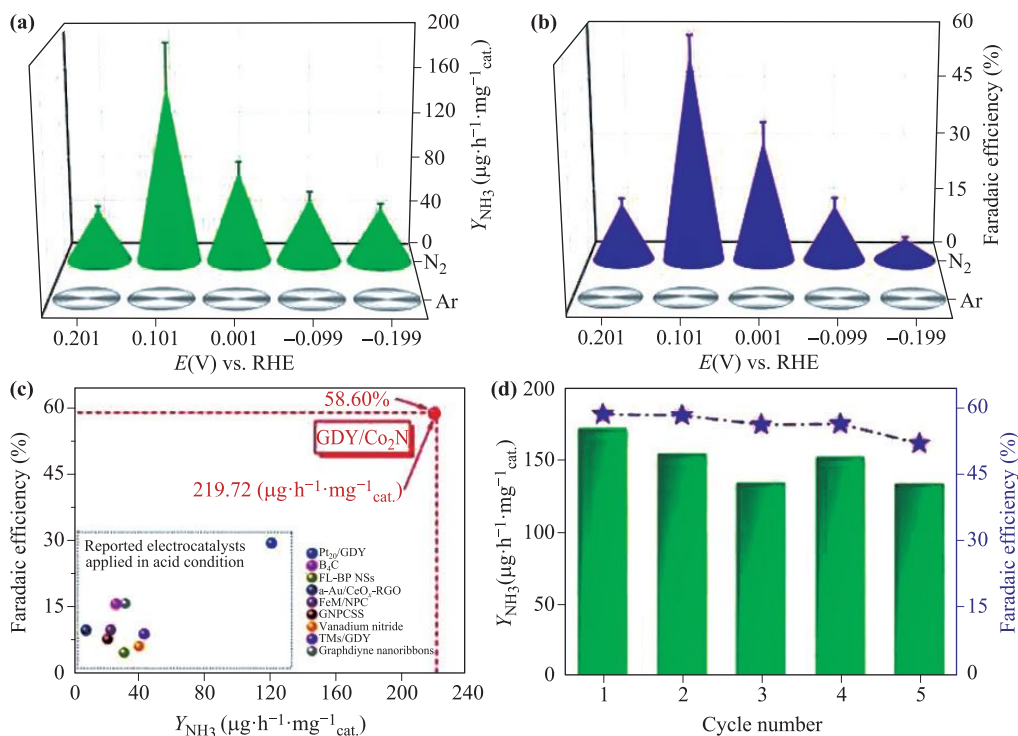 (a)
200
160
120
80
40
0
Y_NH3 (μg·h⁻¹·mg⁻¹cat.)
N₂
Ar
0.201 0.101 0.001 −0.099 −0.199
E(V) vs. RHE
(b)
60
45
30
15
0
Faradaic efficiency (%)
N₂
Ar
0.201 0.101 0.001 −0.099 −0.199
E(V) vs. RHE
(c)
Faradaic efficiency (%)
60
45
30
15
0
58.60%
GDY/Co₂N
219.72 (μg·h⁻¹·mg⁻¹cat.)
Reported electrocatalysts
applied in acid condition
Pt₂₀/GDY
B₄C
FL-BP NSs
a-Au/CeOₓ-RGO
FeM/NPC
GNPCSS
Vanadium nitride
TMs/GDY
Graphdiyne nanoribbons
0 40 80 120 160 200 240
Y_NH3 (μg·h⁻¹·mg⁻¹cat.)
(d)
Y_NH3(μg·h⁻¹·mg⁻¹cat.)
200
150
100
50
0
60
45
30
15
0
Faradaic efficiency (%)
1 2 3 4 5
Cycle number